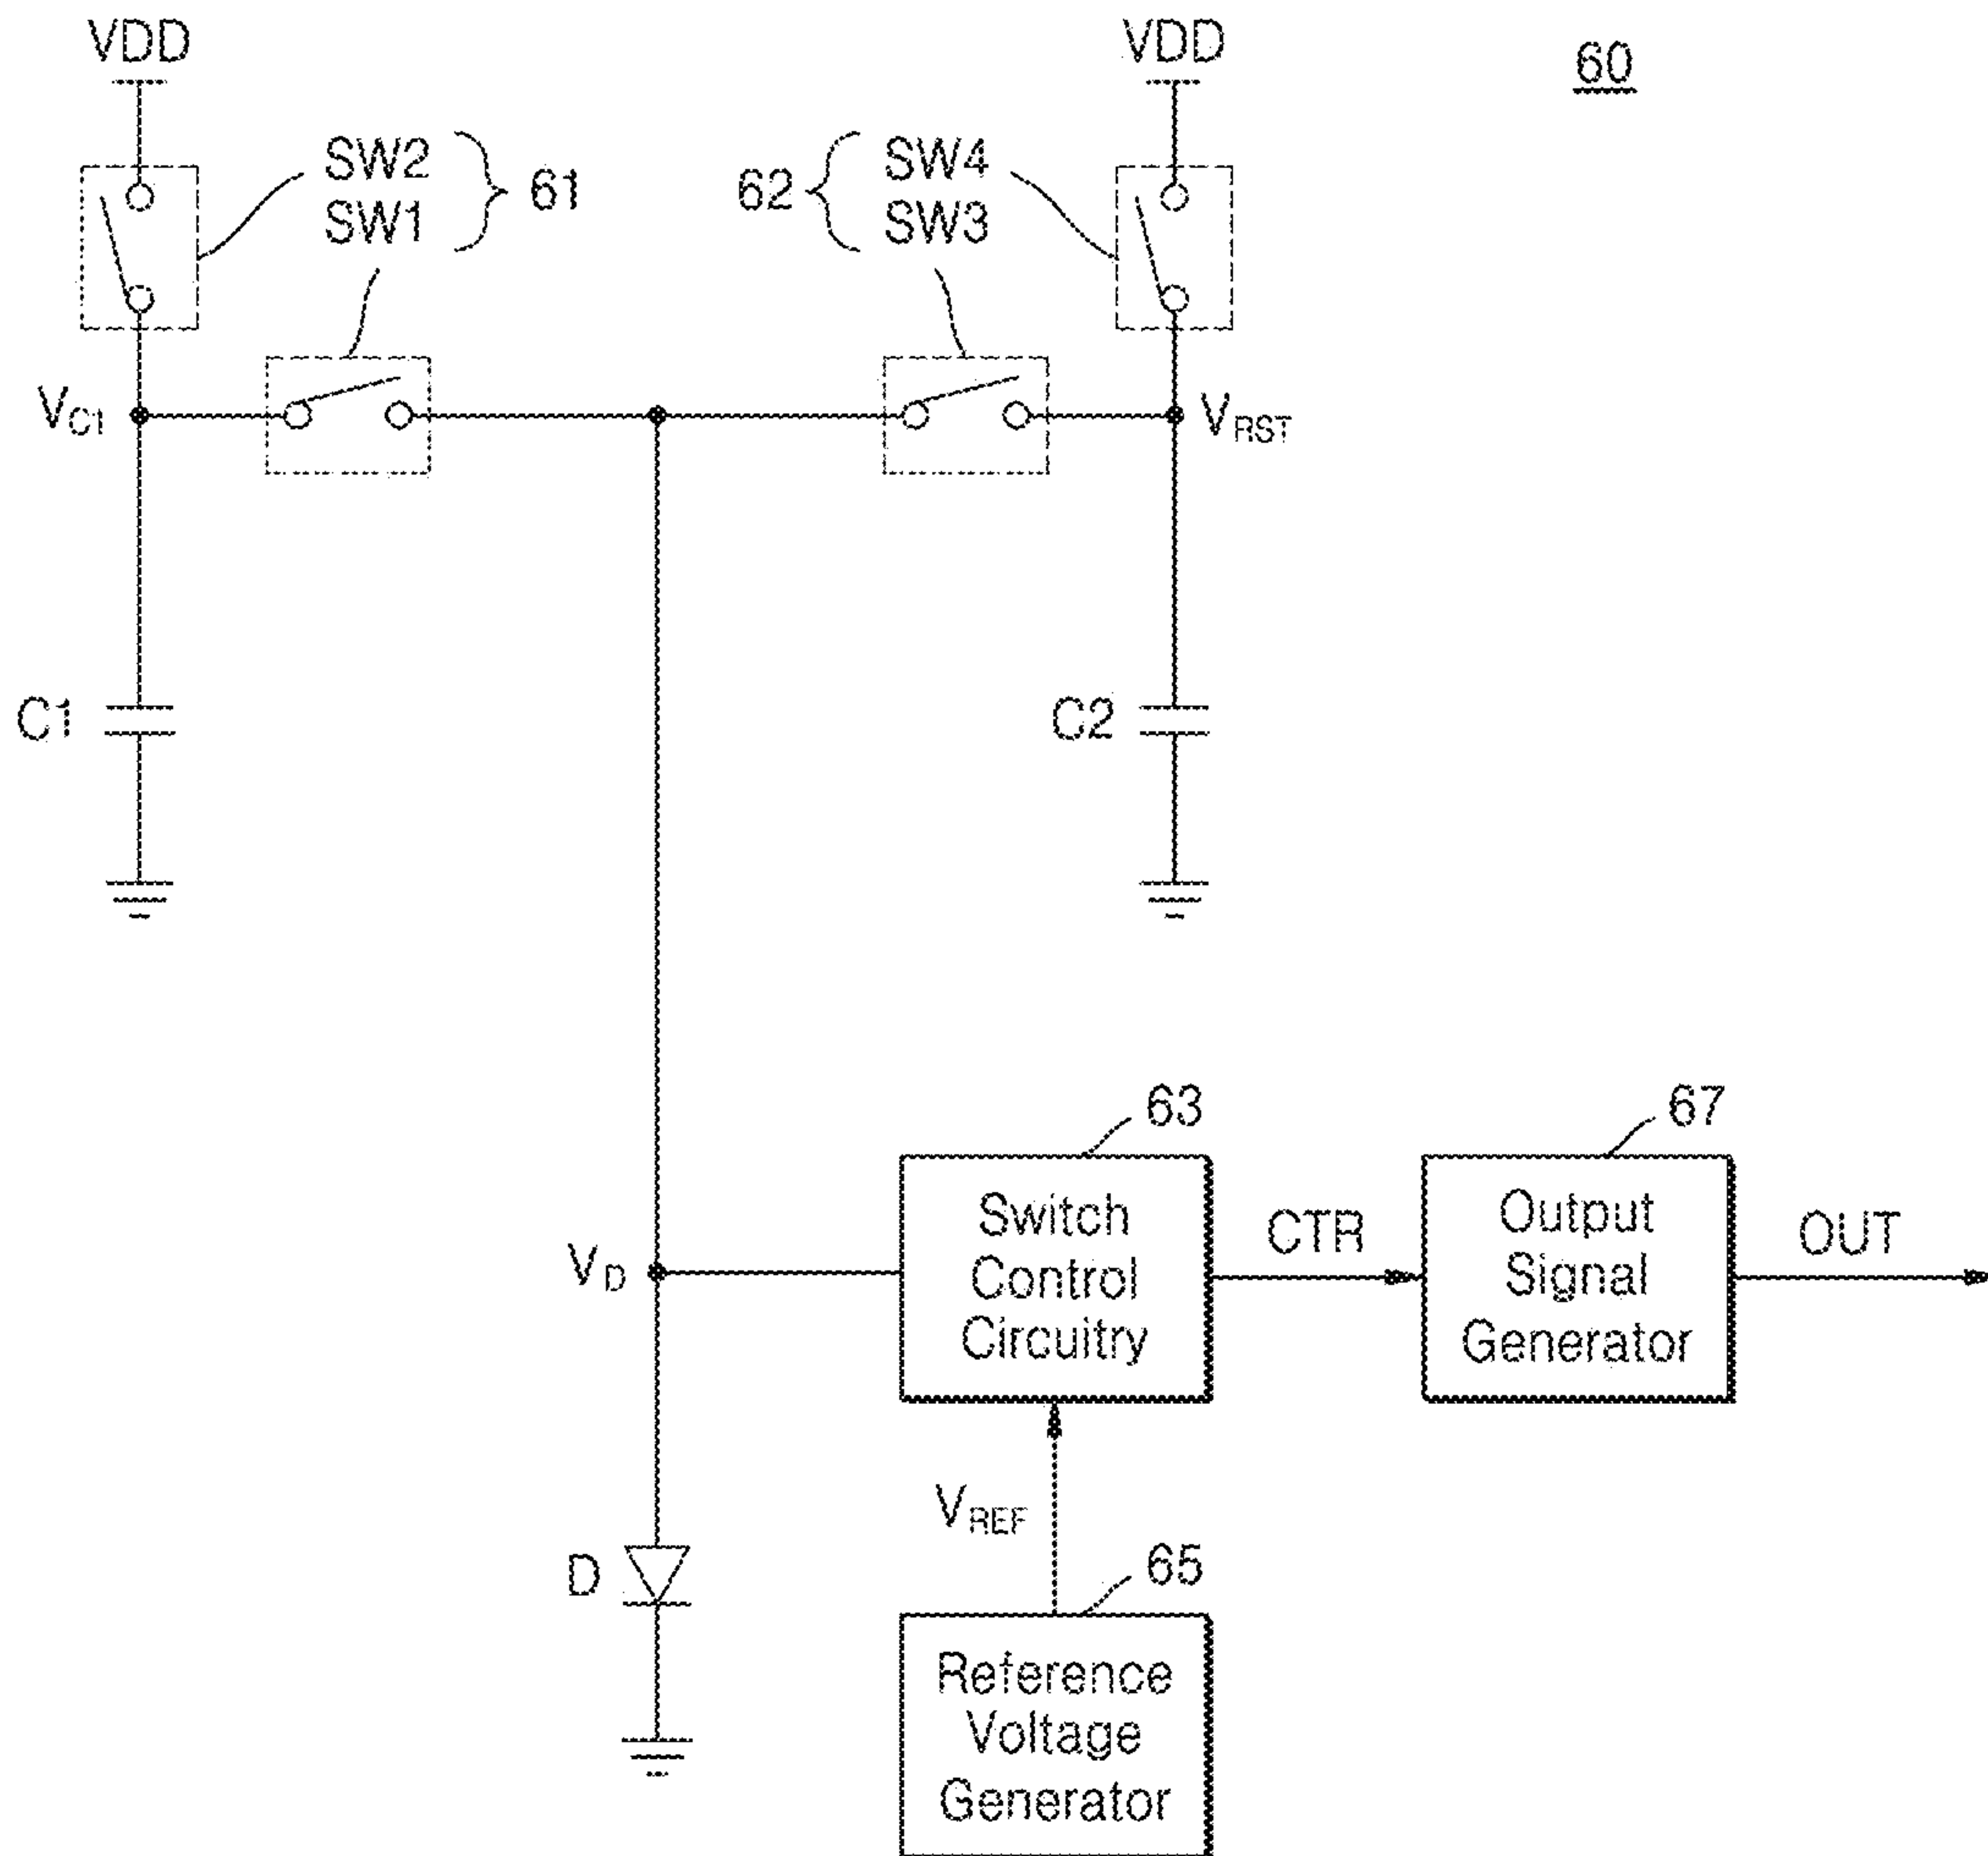 VDD
VDD
60
SW2
SW1
61
62
SW4
SW3
VC1
VRST
C1
C2
63
67
Switch
Control
Circuitry
CTR
Output
Signal
Generator
OUT
VD
VREF
D
65
Reference
Voltage
Generator